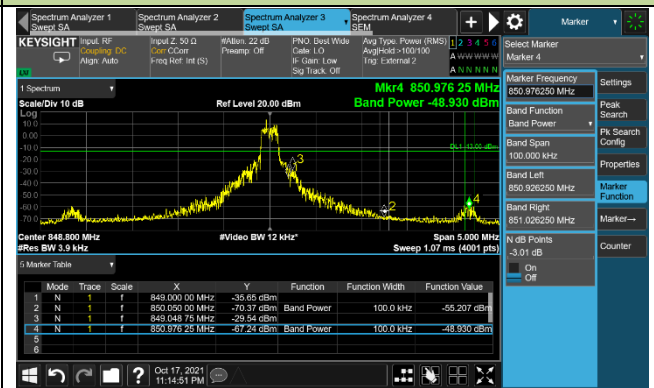 Spectrum Analyzer 1
Swept SA
Spectrum Analyzer 2
Swept SA
Spectrum Analyzer 3
Swept SA
Spectrum Analyzer 4
SEM
Marker
KEYSIGHT
Input: RF
Coupling: DC
Align: Auto
Input Z: 50 Ω
Corr CCorr
Freq Ref: Int (S)
#Atten: 22 dB
Preamp: Off
PNO: Best Wide
Gate: LO
IF Gain: Low
Sig Track: Off
Avg Type: Power (RMS)
Avg|Hold:>100/100
Trig: External 2
1 2 3 4 5 6
A W W W W W
A N N N N N
1 Spectrum
Scale/Div 10 dB
Log
Ref Level 20.00 dBm
Mkr4 850.976 25 MHz
Band Power -48.930 dBm
10.0
0.00
-10.0
-20.0
-30.0
-40.0
-50.0
-60.0
-70.0
DL1 -13.00 dBm
3
2
4
Center 848.800 MHz
#Res BW 3.9 kHz
#Video BW 12 kHz*
Span 5.000 MHz
Sweep 1.07 ms (4001 pts)
5 Marker Table
Mode Trace Scale X Y Function Function Width Function Value
1 N 1 f 849.000 00 MHz -35.65 dBm
2 N 1 f 850.050 00 MHz -70.37 dBm Band Power 100.0 kHz -55.207 dBm
3 N 1 f 849.048 75 MHz -29.54 dBm
4 N 1 f 850.976 25 MHz -67.24 dBm Band Power 100.0 kHz -48.930 dBm
5
6
Select Marker
Marker 4
Marker Frequency
850.976250 MHz
Band Function
Band Power
Band Span
100.000 kHz
Band Left
850.926250 MHz
Band Right
851.026250 MHz
N dB Points
-3.01 dB
On
Off
Settings
Peak
Search
Pk Search
Config
Properties
Marker
Function
Marker→
Counter
?
Oct 17, 2021
11:14:51 PM